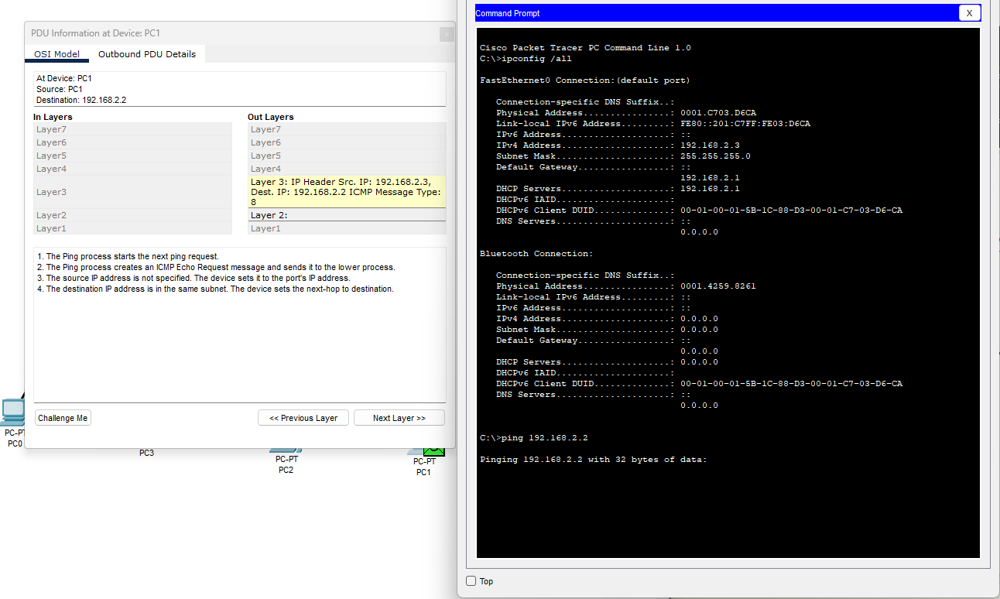 PDU Information at Device: PC1
OSI Model Outbound PDU Details
At Device: PC1
Source: PC1
Destination: 192.168.2.2
In Layers
Layer7
Layer6
Layer5
Layer4
Layer3
Layer2
Layer1
Out Layers
Layer7
Layer6
Layer5
Layer4
Layer 3: IP Header Src. IP: 192.168.2.3,
Dest. IP: 192.168.2.2 ICMP Message Type:
8
Layer 2:
Layer1
1. The Ping process starts the next ping request.
2. The Ping process creates an ICMP Echo Request message and sends it to the lower process.
3. The source IP address is not specified. The device sets it to the port's IP address.
4. The destination IP address is in the same subnet. The device sets the next-hop to destination.
Challenge Me
<< Previous Layer
Next Layer >>
PC-PT
PC0
PC3
PC-PT
PC2
PC-PT
PC1
Command Prompt
X
Cisco Packet Tracer PC Command Line 1.0
C:\>ipconfig /all
FastEthernet0 Connection:(default port)
Connection-specific DNS Suffix..:
Physical Address................: 0001.C703.D6CA
Link-local IPv6 Address.........: FE80::201:C7FF:FE03:D6CA
IPv6 Address....................: ::
IPv4 Address....................: 192.168.2.3
Subnet Mask.....................: 255.255.255.0
Default Gateway.................: ::
192.168.2.1
DHCP Servers....................: 192.168.2.1
DHCPv6 IAID.....................:
DHCPv6 Client DUID..............: 00-01-00-01-5B-1C-88-D3-00-01-C7-03-D6-CA
DNS Servers.....................: ::
0.0.0.0
Bluetooth Connection:
Connection-specific DNS Suffix..:
Physical Address................: 0001.4259.8261
Link-local IPv6 Address.........: ::
IPv6 Address....................: ::
IPv4 Address....................: 0.0.0.0
Subnet Mask.....................: 0.0.0.0
Default Gateway.................: ::
0.0.0.0
DHCP Servers....................: 0.0.0.0
DHCPv6 IAID.....................:
DHCPv6 Client DUID..............: 00-01-00-01-5B-1C-88-D3-00-01-C7-03-D6-CA
DNS Servers.....................: ::
0.0.0.0
C:\>ping 192.168.2.2
Pinging 192.168.2.2 with 32 bytes of data:
Top